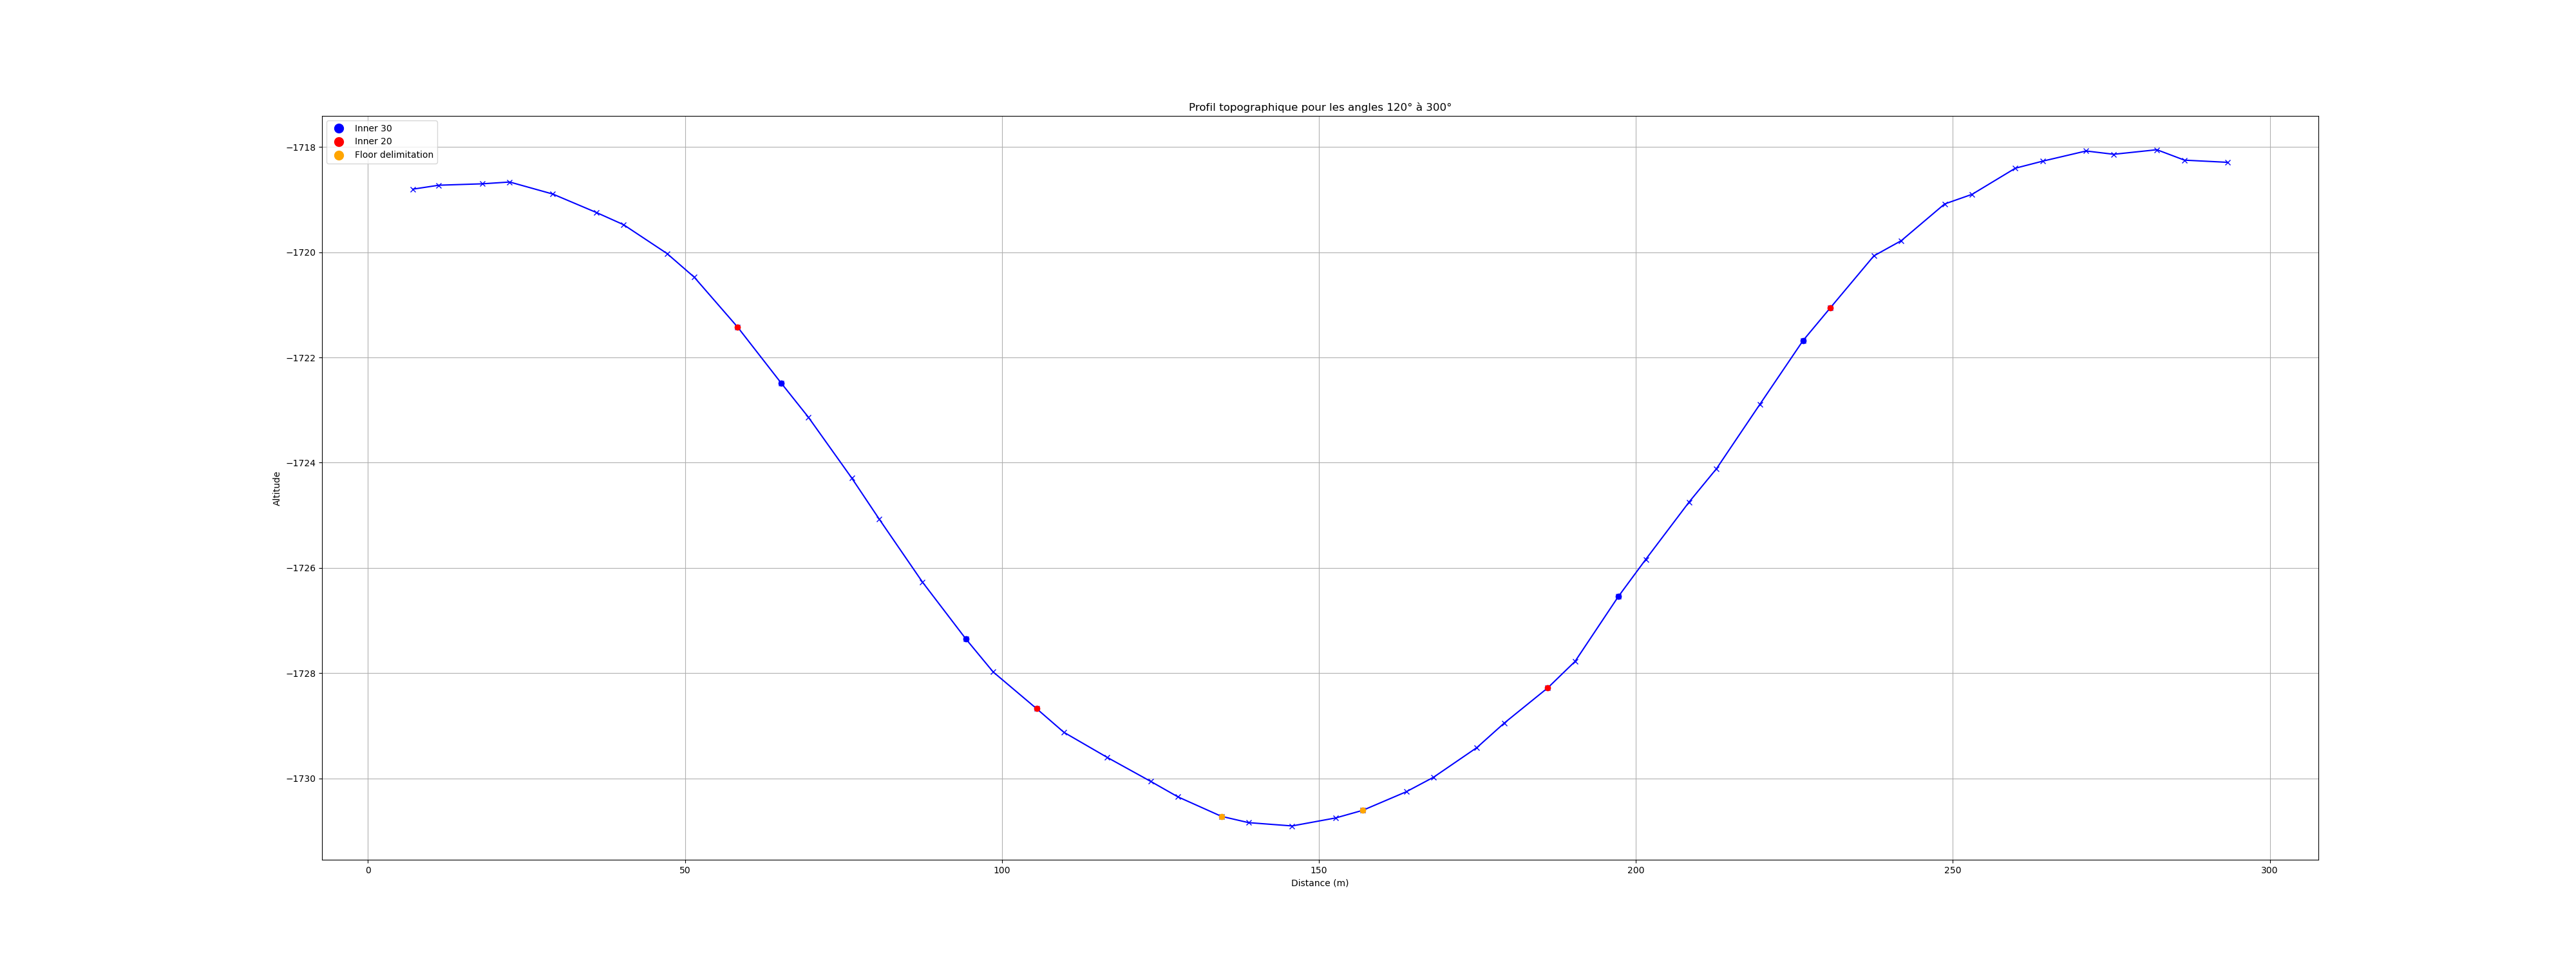 Profil topographique pour les angles 120° à 300°
Inner 30
Inner 20
Floor delimitation
−1718
−1720
−1722
−1724
−1726
−1728
−1730
Altitude
0 50 100 150 200 250 300
Distance (m)